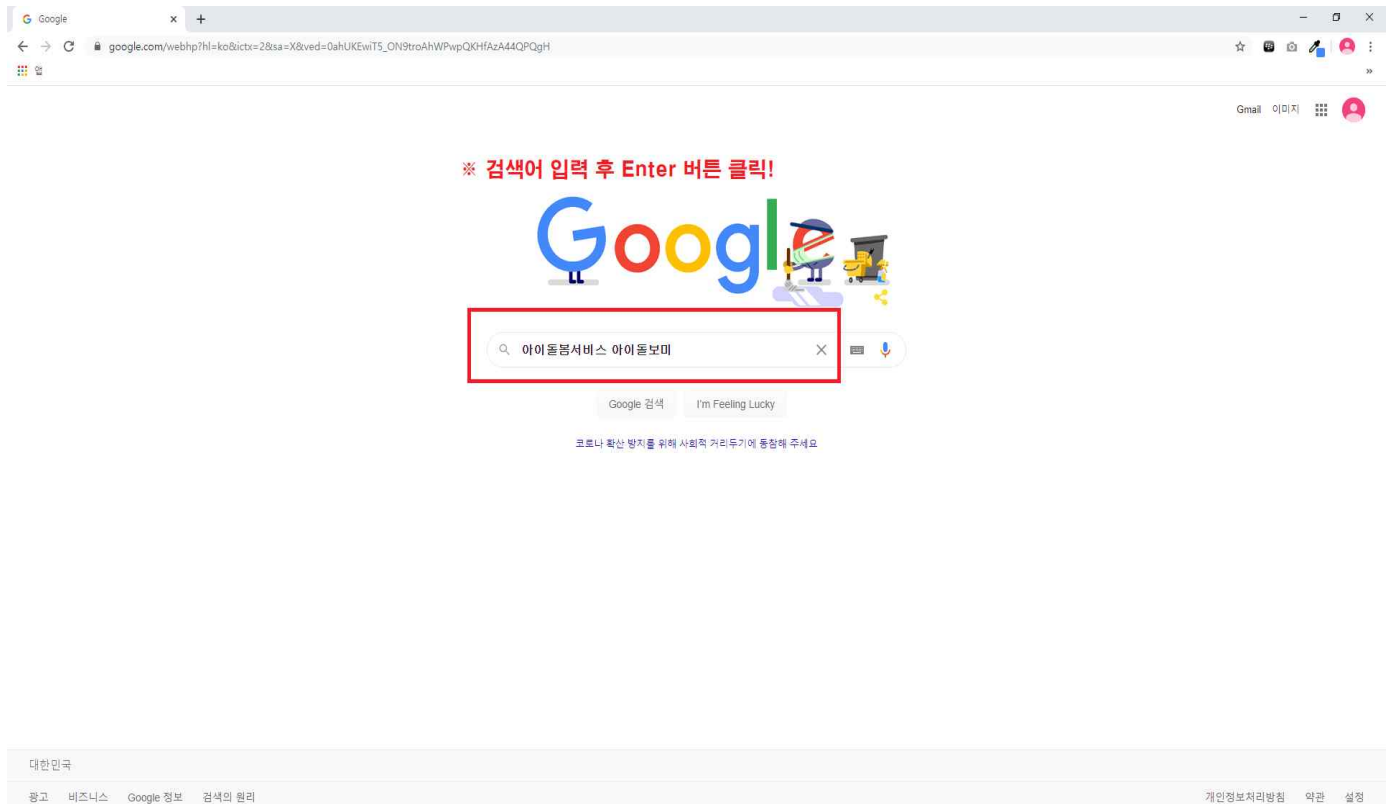 Google
google.com/webhp?hl=ko&ictx=2&sa=X&ved=0ahUKEwiT5_ON9troAhWPwpQKHfAzA44QPQgH
앱
Gmail 이미지
※ 검색어 입력 후 Enter 버튼 클릭!
Google
아이돌봄서비스 아이돌보미
Google 검색 I'm Feeling Lucky
코로나 확산 방지를 위해 사회적 거리두기에 동참해 주세요
대한민국
광고 비즈니스 Google 정보 검색의 원리 개인정보처리방침 약관 설정